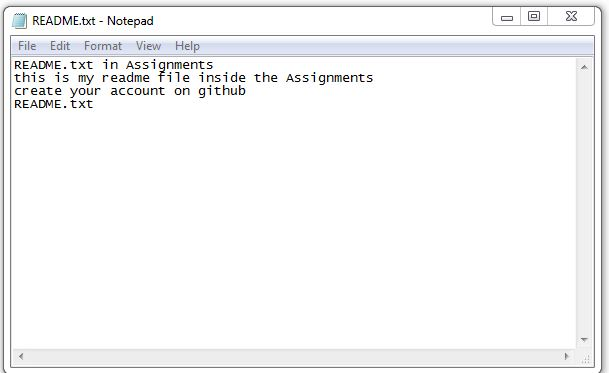 README.txt - Notepad
File Edit Format View Help
README.txt in Assignments
this is my readme file inside the Assignments
create your account on github
README.txt